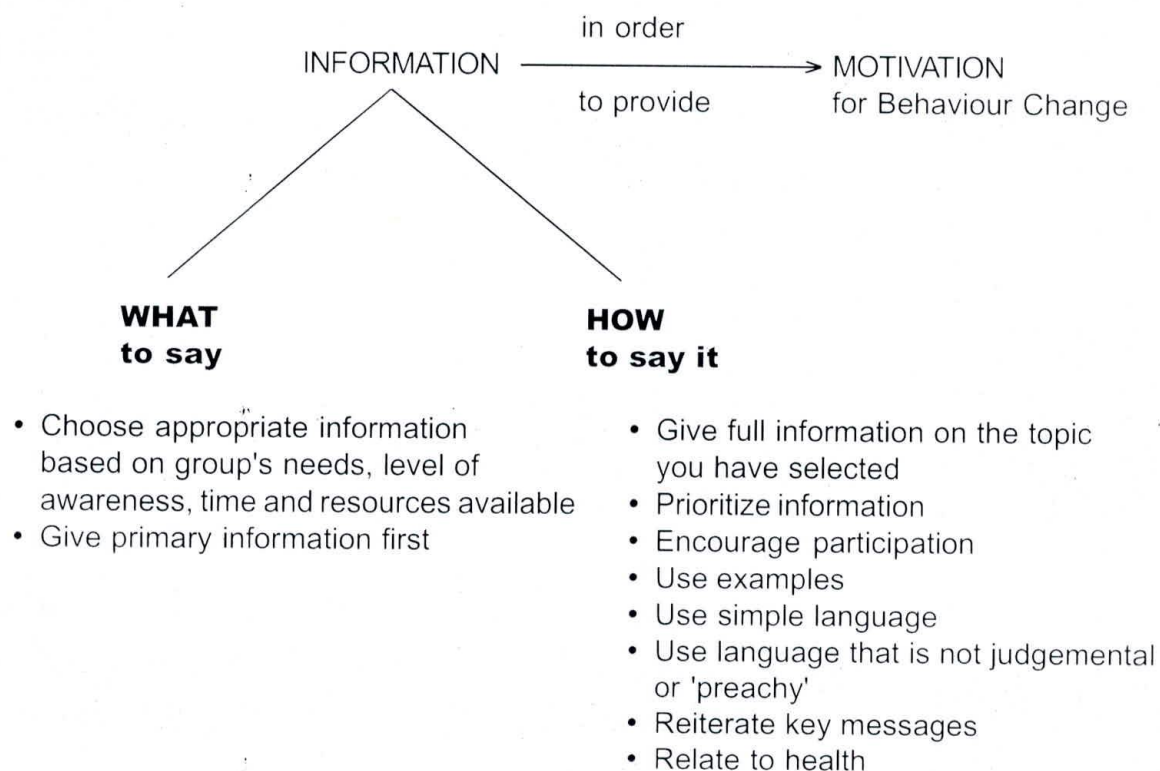 in order
INFORMATION
MOTIVATION
to provide
for Behaviour Change
WHAT
to say
HOW
to say it
• Choose appropriate information
based on group's needs, level of
awareness, time and resources available
• Give primary information first
• Give full information on the topic
you have selected
• Prioritize information
• Encourage participation
• Use examples
• Use simple language
• Use language that is not judgemental
or 'preachy'
• Reiterate key messages
• Relate to health